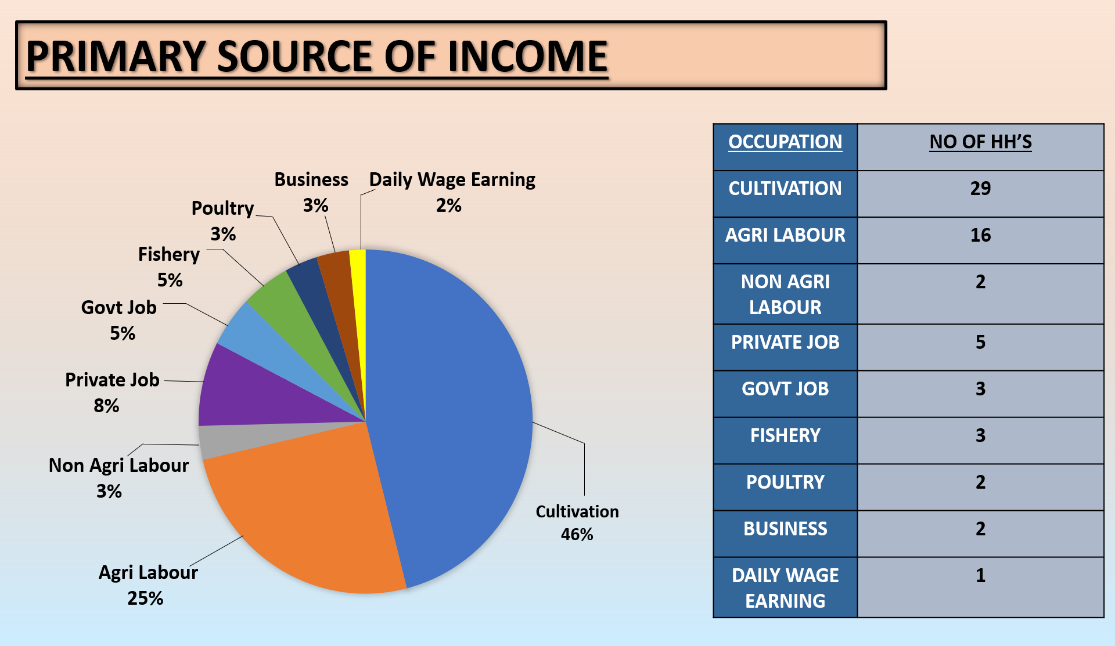 PRIMARY SOURCE OF INCOME
Business
3%
Daily Wage Earning
2%
Poultry
3%
Fishery
5%
Govt Job
5%
Private Job
8%
Non Agri Labour
3%
Agri Labour
25%
Cultivation
46%
OCCUPATION NO OF HH'S
CULTIVATION 29
AGRI LABOUR 16
NON AGRI 2
LABOUR
PRIVATE JOB 5
GOVT JOB 3
FISHERY 3
POULTRY 2
BUSINESS 2
DAILY WAGE 1
EARNING